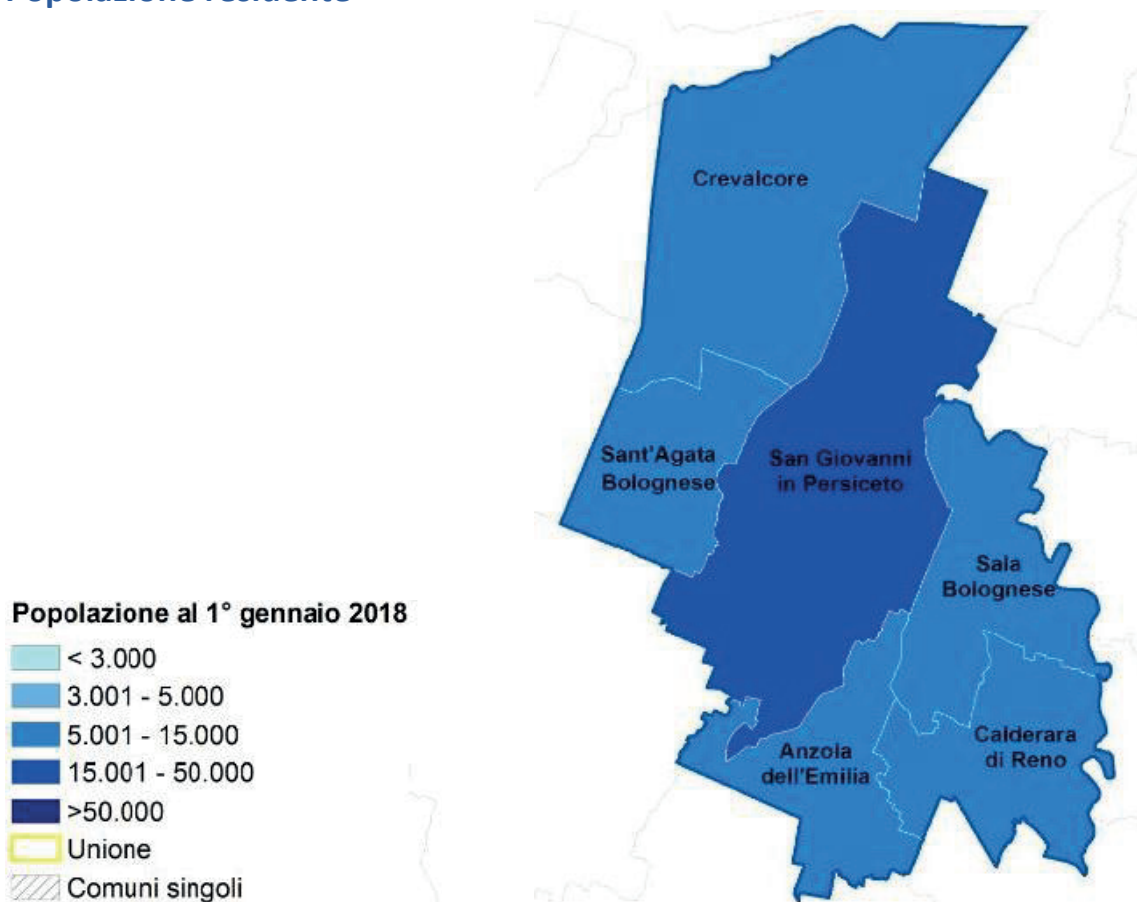 Popolazione residente
Crevalcore
Sant'Agata
Bolognese
San Giovanni
in Persiceto
Sala
Bolognese
Calderara
di Reno
Anzola
dell'Emilia
Popolazione al 1° gennaio 2018
< 3.000
3.001 - 5.000
5.001 - 15.000
15.001 - 50.000
>50.000
Unione
Comuni singoli